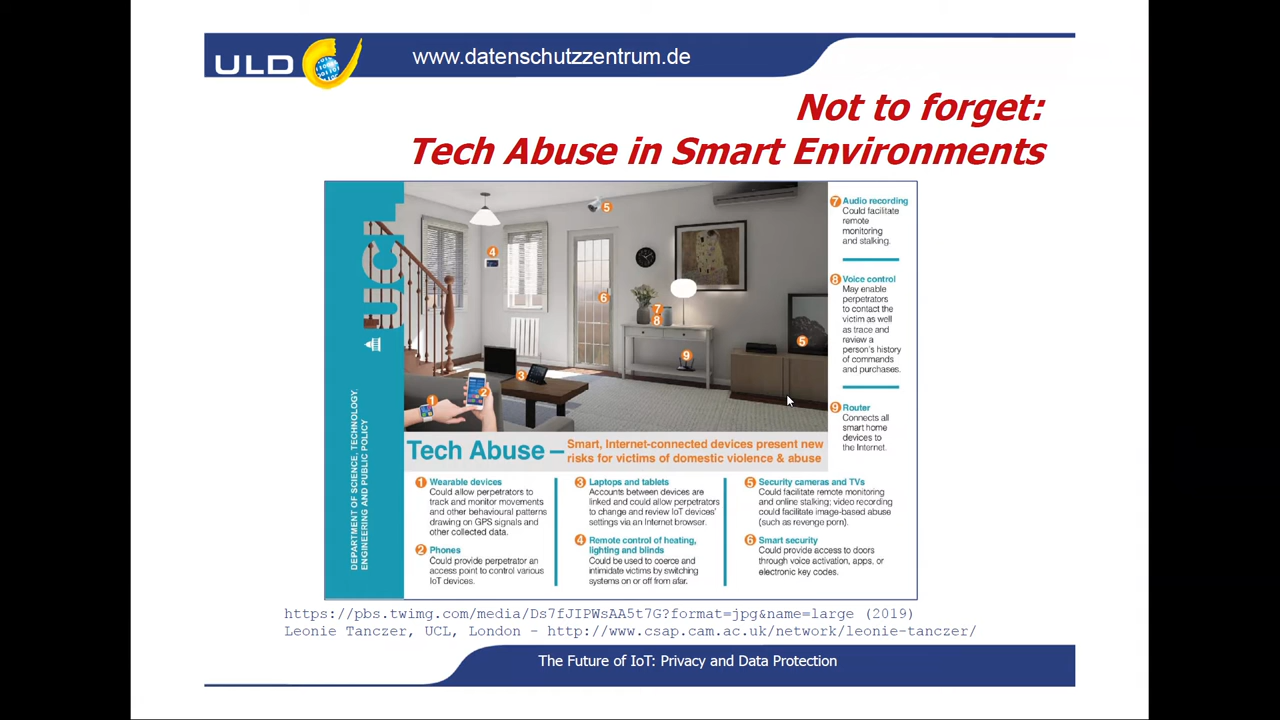 ULD
www.datenschutzzentrum.de
Not to forget:
Tech Abuse in Smart Environments
UCL
DEPARTMENT OF SCIENCE, TECHNOLOGY,
ENGINEERING AND PUBLIC POLICY
5
4
6
7
8
9
5
3
1
2
Tech Abuse –
Smart, Internet-connected devices present new
risks for victims of domestic violence & abuse
1 Wearable devices
Could allow perpetrators to
track and monitor movements
and other behavioural patterns
drawing on GPS signals and
other collected data.
2 Phones
Could provide perpetrator an
access point to control various
IoT devices.
3 Laptops and tablets
Accounts between devices are
linked and could allow perpetrators
to change and review IoT devices'
settings via an Internet browser.
4 Remote control of heating,
lighting and blinds
Could be used to coerce and
intimidate victims by switching
systems on or off from afar.
5 Security cameras and TVs
Could facilitate remote monitoring
and online stalking; video recording
could facilitate image-based abuse
(such as revenge porn).
6 Smart security
Could provide access to doors
through voice activation, apps, or
electronic key codes.
7 Audio recording
Could facilitate
remote
monitoring
and stalking.
8 Voice control
May enable
perpetrators
to contact the
victim as well
as trace and
review a
person's history
of commands
and purchases.
9 Router
Connects all
smart home
devices to
the Internet.
https://pbs.twimg.com/media/Ds7fJIPWsAA5t7G?format=jpg&name=large (2019)
Leonie Tanczer, UCL, London – http://www.csap.cam.ac.uk/network/leonie-tanczer/
The Future of IoT: Privacy and Data Protection